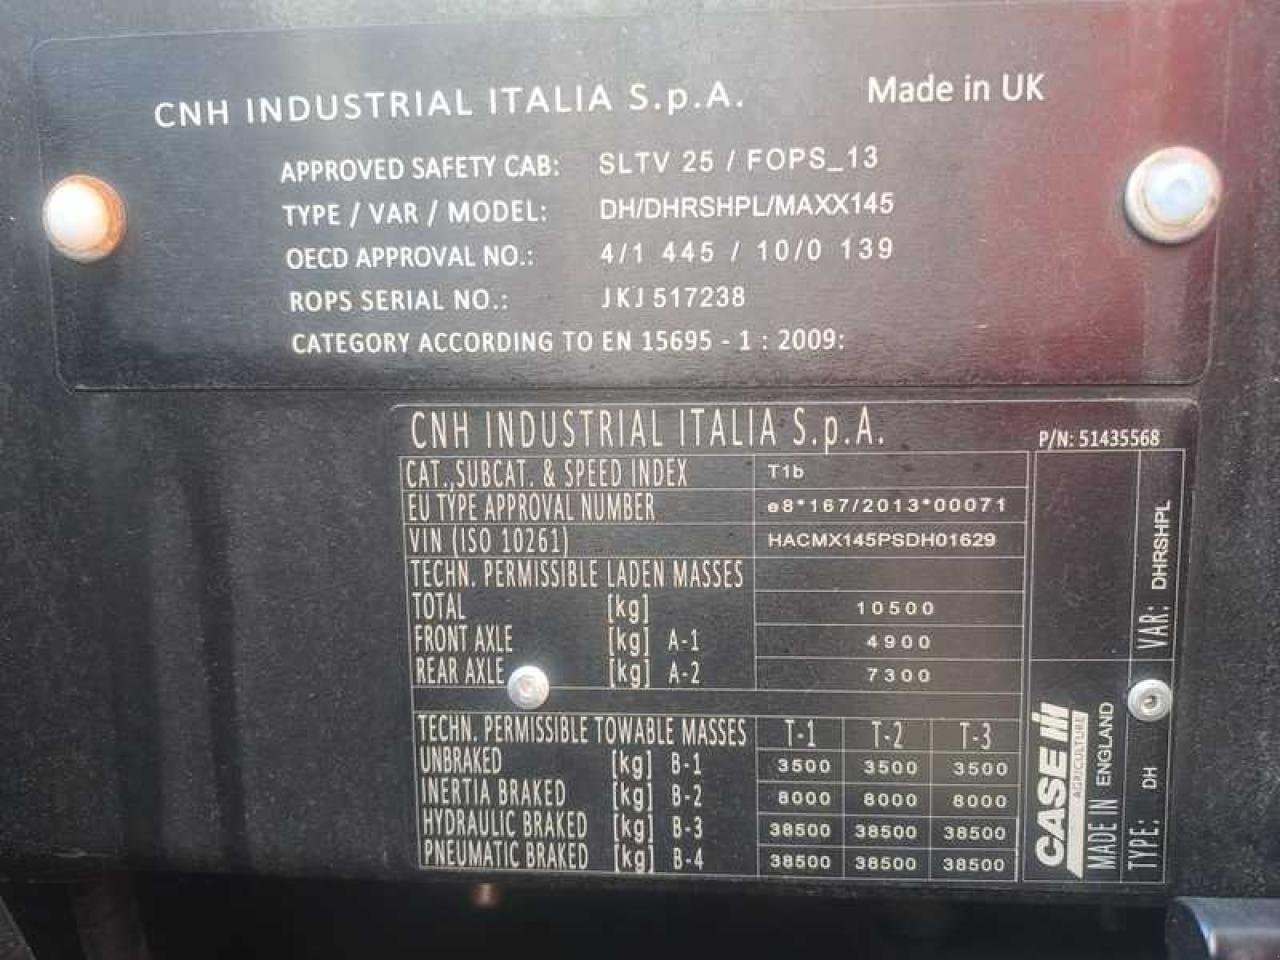 CNH INDUSTRIAL ITALIA S.p.A. Made in UK
APPROVED SAFETY CAB: SLTV 25 / FOPS_13
TYPE / VAR / MODEL: DH/DHRSHPL/MAXX145
OECD APPROVAL NO.: 4/1 445 / 10/0 139
ROPS SERIAL NO.: JKJ517238
CATEGORY ACCORDING TO EN 15695 - 1 : 2009:
CNH INDUSTRIAL ITALIA S.p.A. P/N: 51435568
CAT.,SUBCAT. & SPEED INDEX T1b
EU TYPE APPROVAL NUMBER e8*167/2013*00071
VIN (ISO 10261) HACMX145PSDH01629
TECHN. PERMISSIBLE LADEN MASSES
TOTAL [kg] 10500
FRONT AXLE [kg] A-1 4900
REAR AXLE [kg] A-2 7300
TECHN. PERMISSIBLE TOWABLE MASSES T-1 T-2 T-3
UNBRAKED [kg] B-1 3500 3500 3500
INERTIA BRAKED [kg] B-2 8000 8000 8000
HYDRAULIC BRAKED [kg] B-3 38500 38500 38500
PNEUMATIC BRAKED [kg] B-4 38500 38500 38500
CASE IH
AGRICULTURE
MADE IN ENGLAND
TYPE: DH VAR: DHRSHPL